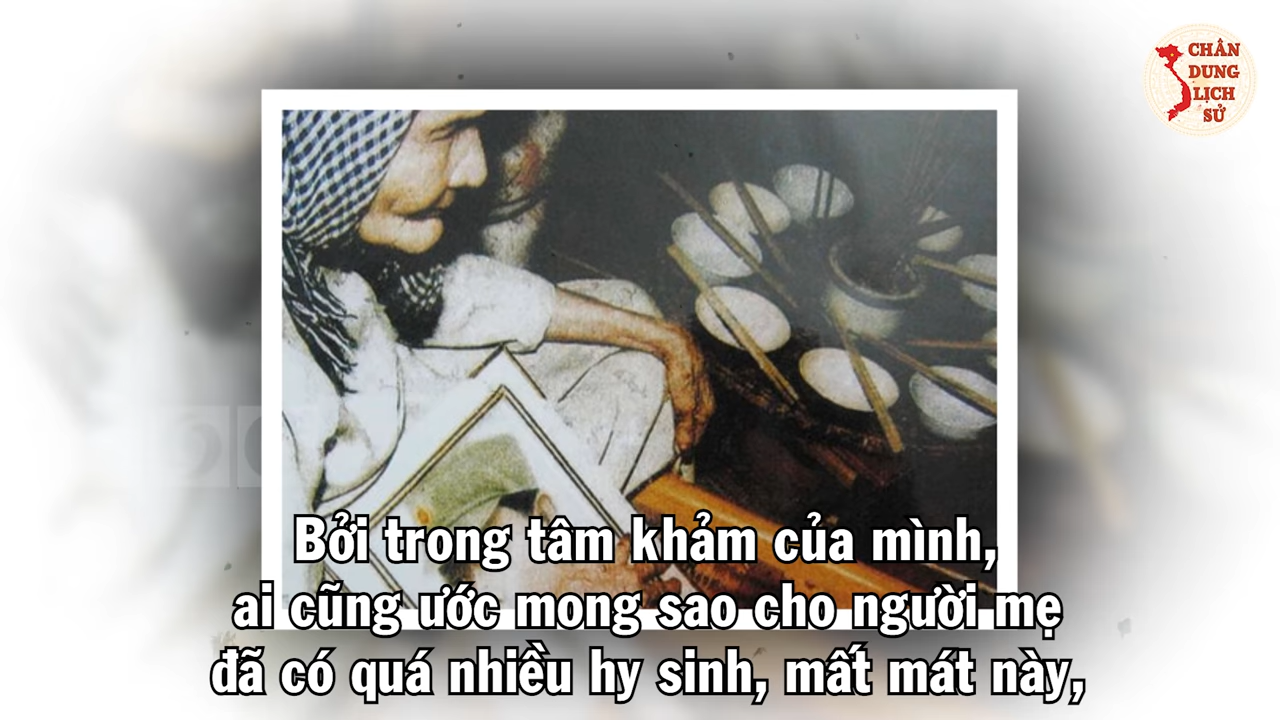 CHÂN
DUNG
LỊCH
SỬ
Bởi trong tâm khảm của mình,
ai cũng ước mong sao cho người mẹ
đã có quá nhiều hy sinh, mất mát này,